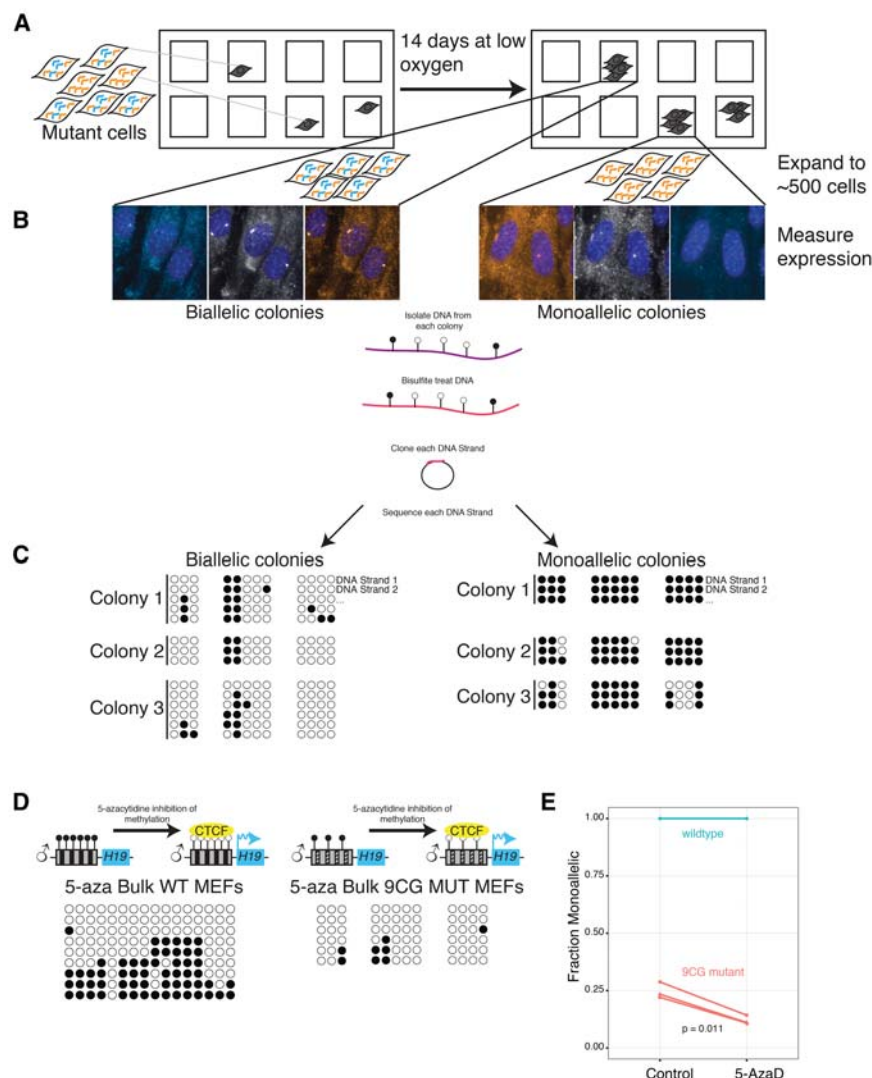 A
14 days at low
oxygen
Mutant cells
Expand to
~500 cells
B
Measure
expression
Biallelic colonies
Monoallelic colonies
Isolate DNA from
each colony
Bisulfite treat DNA
Clone each DNA Strand
Sequence each DNA Strand
C
Biallelic colonies
Monoallelic colonies
Colony 1
DNA Strand 1
DNA Strand 2
...
Colony 2
Colony 3
Colony 1
DNA Strand 1
DNA Strand 2
...
Colony 2
Colony 3
D
5-azacytidine inhibition of
methylation
CTCF
♂
H19
H19
5-aza Bulk WT MEFs
5-azacytidine inhibition of
methylation
CTCF
♂
H19
H19
5-aza Bulk 9CG MUT MEFs
E
Fraction Monoallelic
1.00
0.75
0.50
0.25
0.00
wildtype
9CG mutant
p = 0.011
Control
5-AzaD